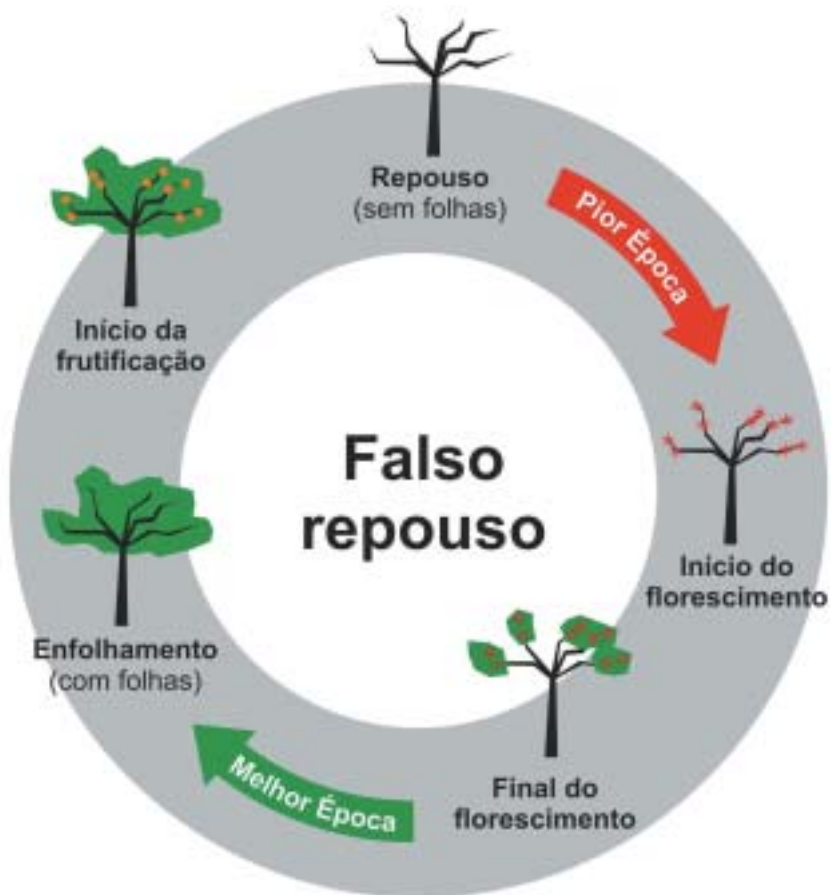 Repouso
(sem folhas)
Pior Época
Início da
frutificação
Falso
repouso
Inicio do
florescimento
Enfolhamento
(com folhas)
Melhor Época
Final do
florescimento